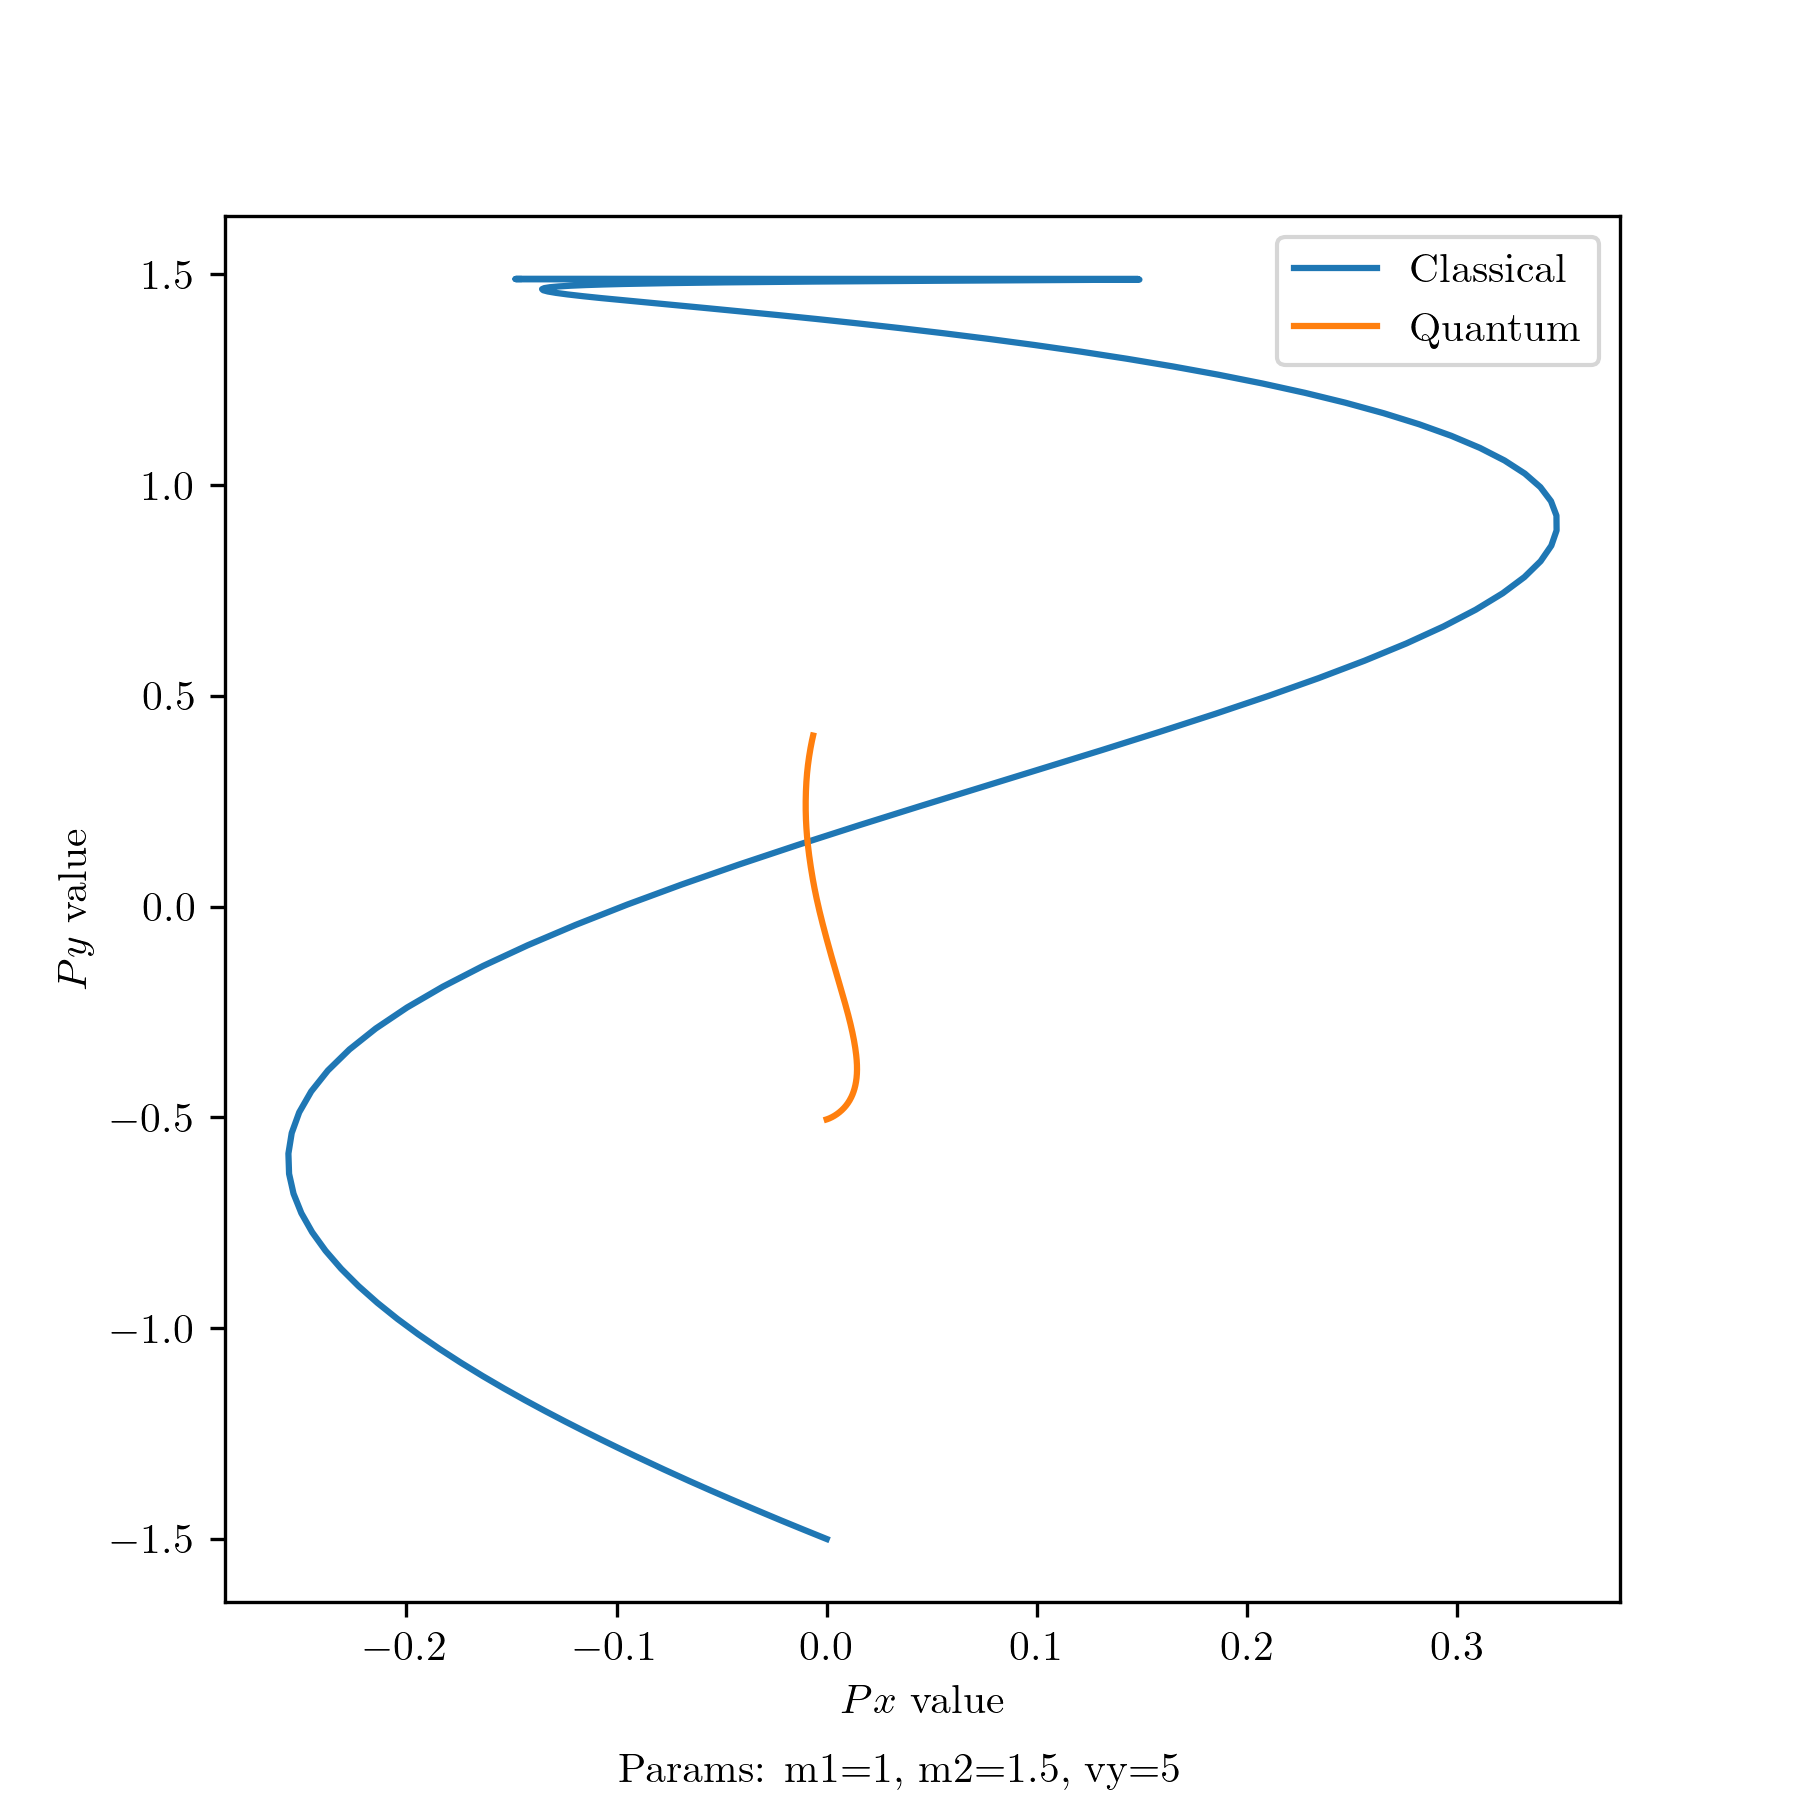 Classical
Quantum
1.5
1.0
0.5
0.0
−0.5
−1.0
−1.5
Py value
−0.2 −0.1 0.0 0.1 0.2 0.3
Px value
Params: m1=1, m2=1.5, vy=5